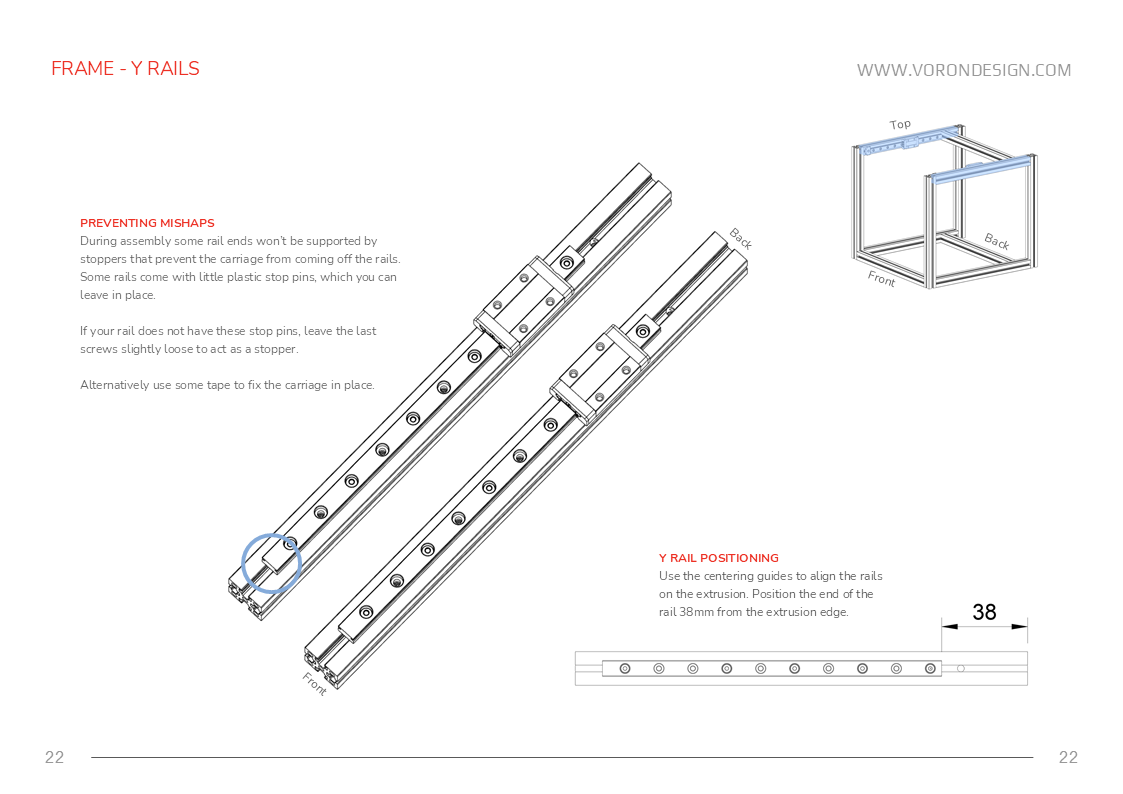 FRAME - Y RAILS
WWW.VORONDESIGN.COM
Top
Back
Front
PREVENTING MISHAPS
During assembly some rail ends won't be supported by
stoppers that prevent the carriage from coming off the rails.
Some rails come with little plastic stop pins, which you can
leave in place.
If your rail does not have these stop pins, leave the last
screws slightly loose to act as a stopper.
Alternatively use some tape to fix the carriage in place.
Back
Front
Y RAIL POSITIONING
Use the centering guides to align the rails
on the extrusion. Position the end of the
rail 38mm from the extrusion edge.
38
22
22